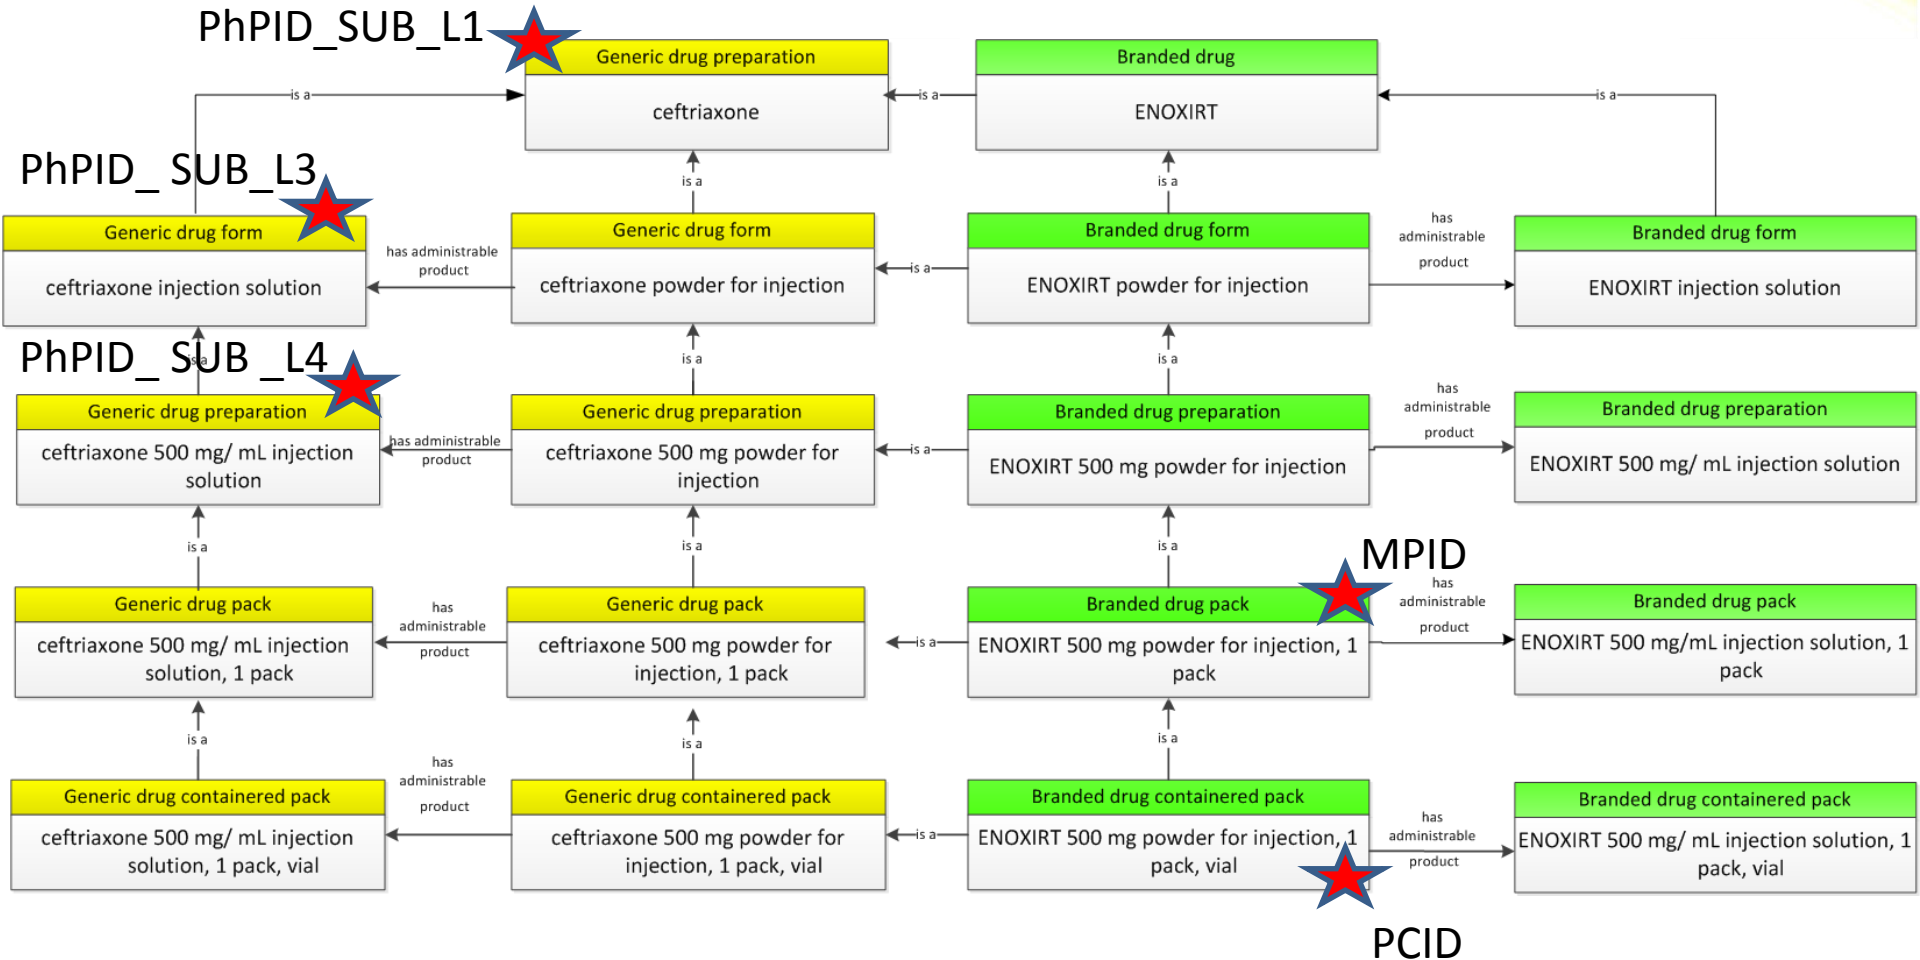 PhPID_SUB_L1
Generic drug preparation
ceftriaxone
is a
Branded drug
ENOXIRT
is a
is a
is a
is a
PhPID_ SUB_L3
Generic drug form
ceftriaxone injection solution
has administrable
product
Generic drug form
ceftriaxone powder for injection
is a
Branded drug form
ENOXIRT powder for injection
has
administrable
product
Branded drug form
ENOXIRT injection solution
is a
is a
is a
PhPID_ SUB _L4
Generic drug preparation
ceftriaxone 500 mg/ mL injection
solution
has administrable
product
Generic drug preparation
ceftriaxone 500 mg powder for
injection
is a
Branded drug preparation
ENOXIRT 500 mg powder for injection
has
administrable
product
Branded drug preparation
ENOXIRT 500 mg/ mL injection solution
is a
is a
is a
MPID
Generic drug pack
ceftriaxone 500 mg/ mL injection
solution, 1 pack
has
administrable
product
Generic drug pack
ceftriaxone 500 mg powder for
injection, 1 pack
is a
Branded drug pack
ENOXIRT 500 mg powder for injection, 1
pack
has
administrable
product
Branded drug pack
ENOXIRT 500 mg/mL injection solution, 1
pack
is a
is a
is a
Generic drug containered pack
ceftriaxone 500 mg/ mL injection
solution, 1 pack, vial
has
administrable
product
Generic drug containered pack
ceftriaxone 500 mg powder for
injection, 1 pack, vial
is a
Branded drug containered pack
ENOXIRT 500 mg powder for injection, 1
pack, vial
has
administrable
product
Branded drug containered pack
ENOXIRT 500 mg/ mL injection solution, 1
pack, vial
PCID